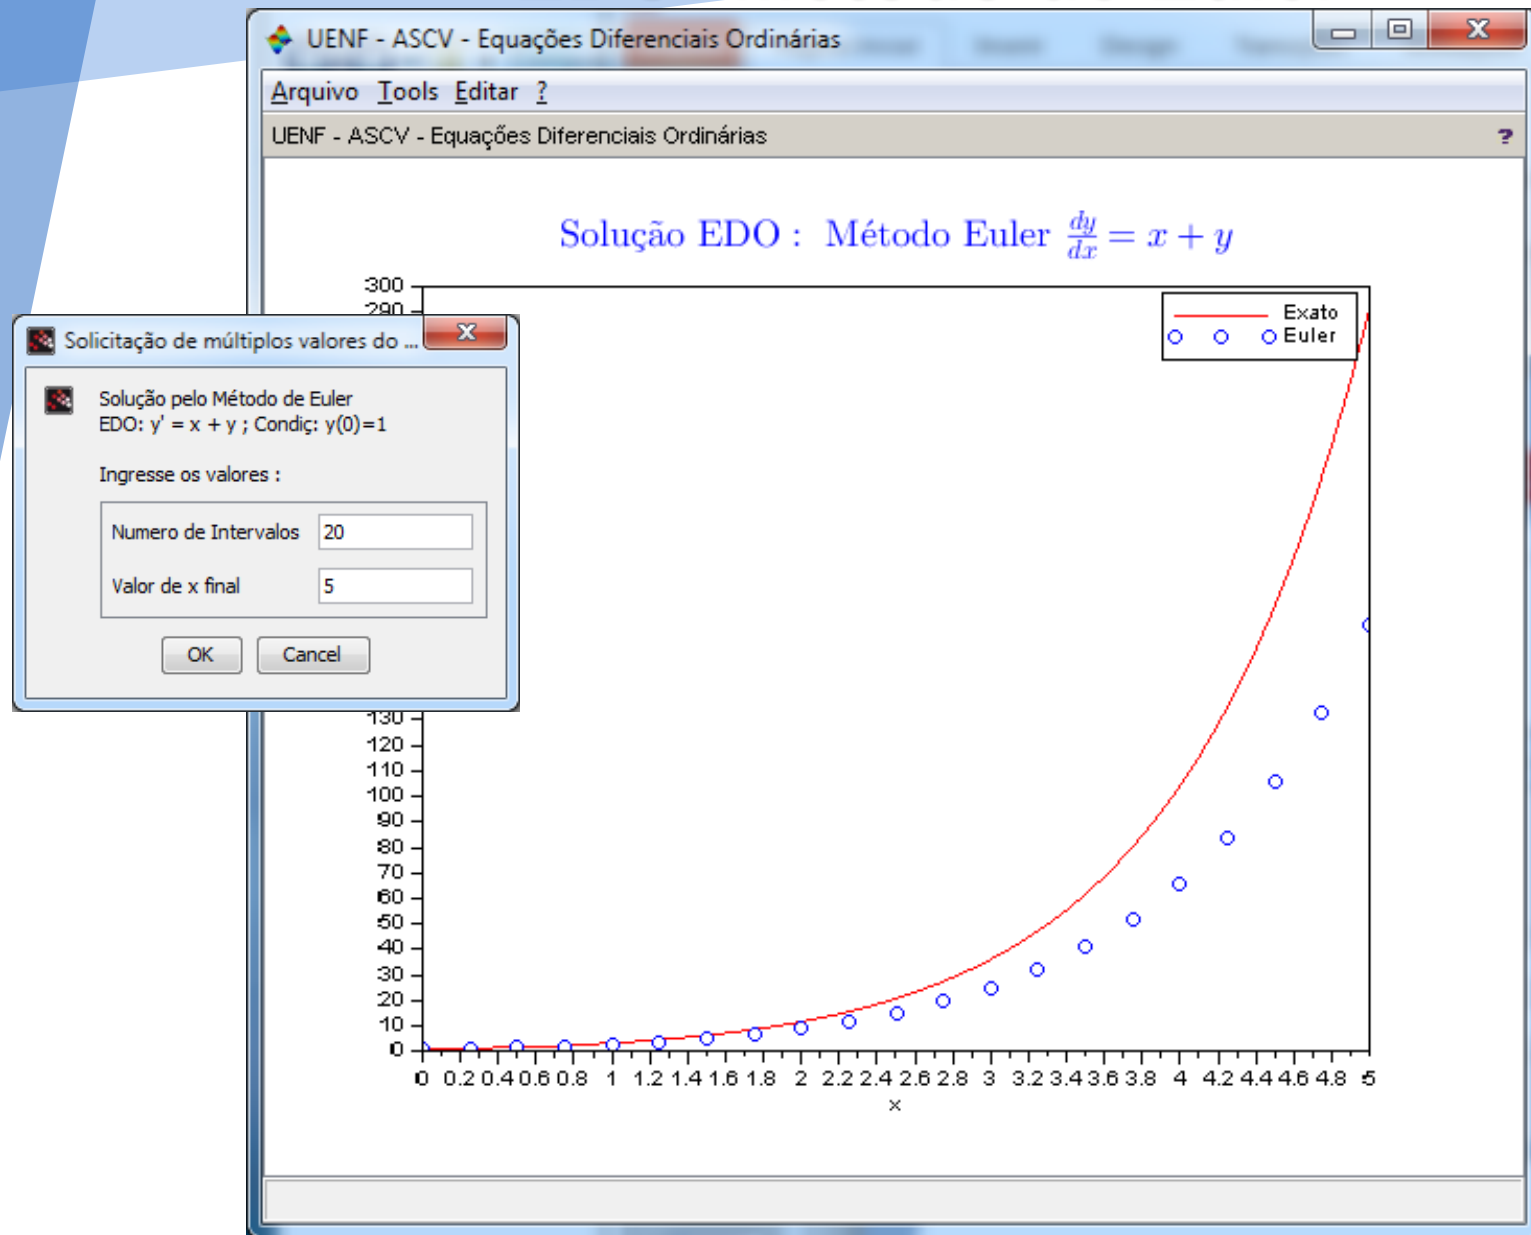 UENF - ASCV - Equações Diferenciais Ordinárias
Arquivo Tools Editar ?
UENF - ASCV - Equações Diferenciais Ordinárias ?
Solução EDO : Método Euler dy/dx = x + y
300
290
Exato
Euler
Solicitação de múltiplos valores do ...
Solução pelo Método de Euler
EDO: y' = x + y ; Condiç: y(0)=1
Ingresse os valores :
Numero de Intervalos 20
Valor de x final 5
OK Cancel
130
120
110
100
90
80
70
60
50
40
30
20
10
0
0 0.2 0.4 0.6 0.8 1 1.2 1.4 1.6 1.8 2 2.2 2.4 2.6 2.8 3 3.2 3.4 3.6 3.8 4 4.2 4.4 4.6 4.8 5
x